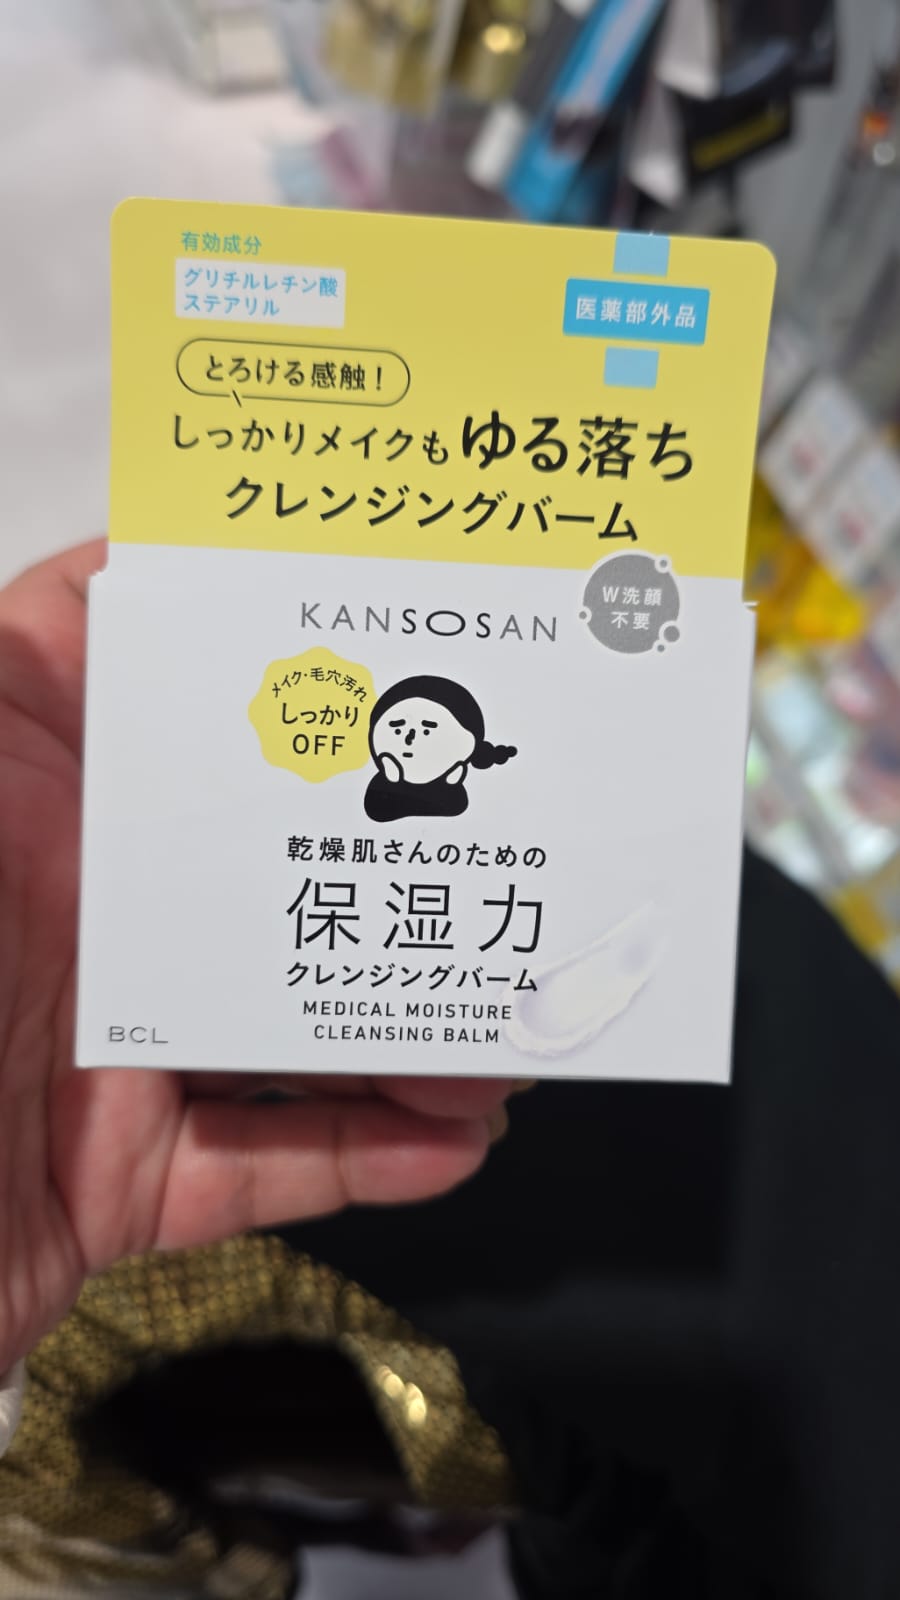 有効成分
グリチルレチン酸
ステアリル
医薬部外品
とろける感触！
しっかりメイクもゆる落ち
クレンジングバーム
KANSOSAN
W洗顔
不要
メイク・毛穴汚れ
しっかり
OFF
乾燥肌さんのための
保湿力
クレンジングバーム
MEDICAL MOISTURE
CLEANSING BALM
BCL